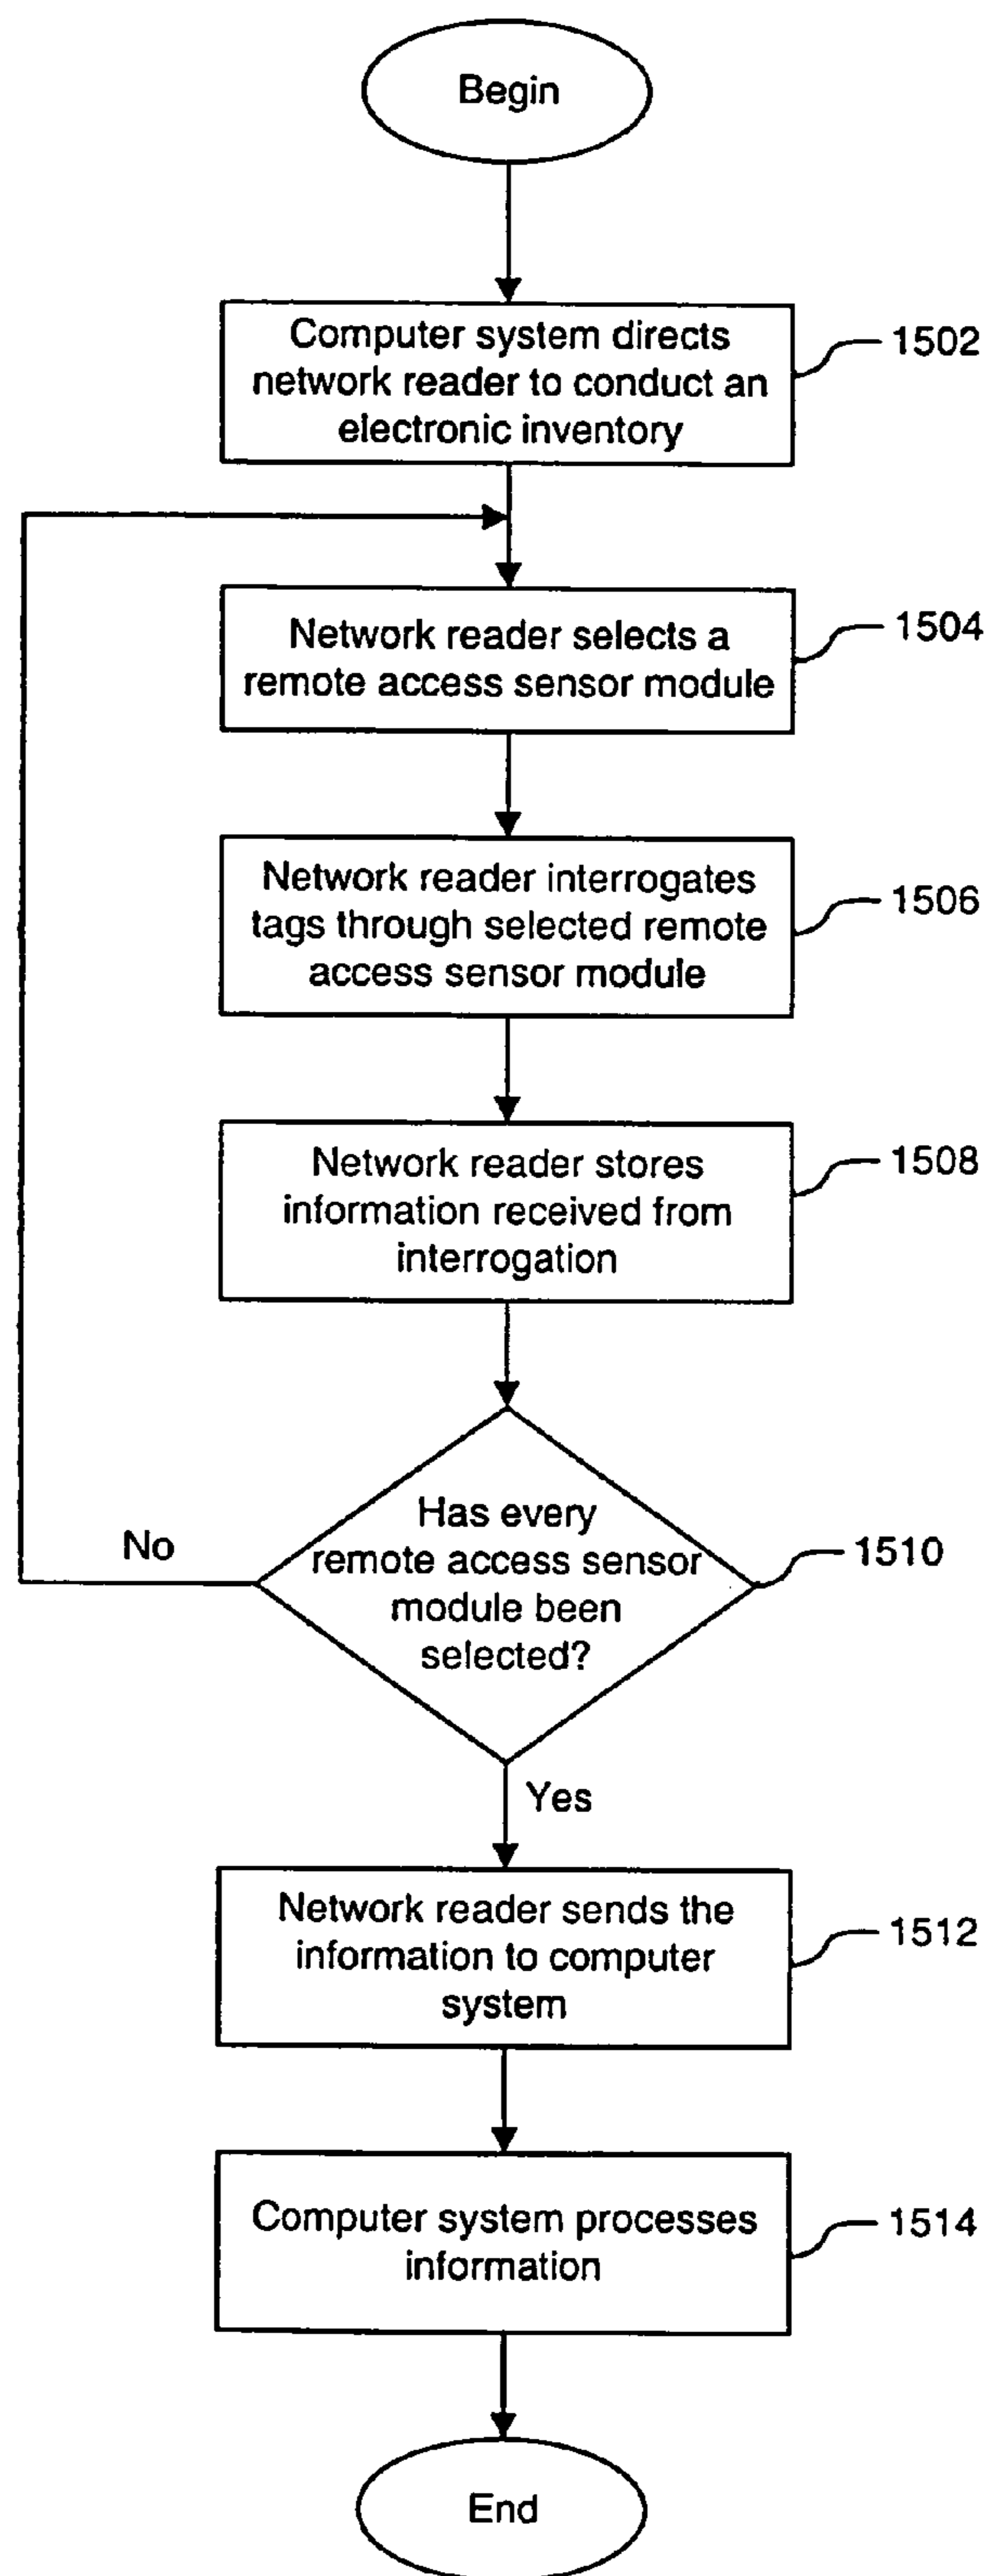 Begin
Computer system directs
network reader to conduct an
electronic inventory
1502
Network reader selects a
remote access sensor module
1504
Network reader interrogates
tags through selected remote
access sensor module
1506
Network reader stores
information received from
interrogation
1508
Has every
remote access sensor
module been
selected?
1510
No
Yes
Network reader sends the
information to computer
system
1512
Computer system processes
information
1514
End